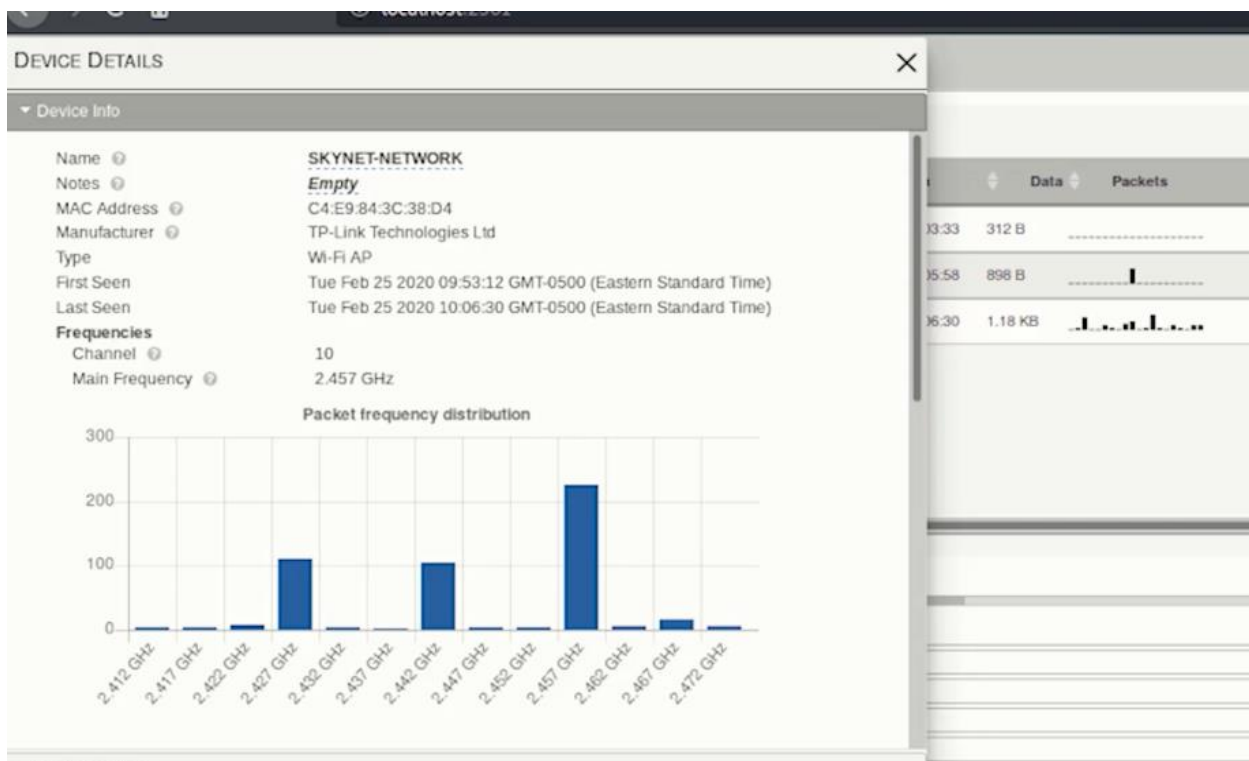 DEVICE DETAILS
Device Info
Name SKYNET-NETWORK
Notes Empty
MAC Address C4:E9:84:3C:38:D4
Manufacturer TP-Link Technologies Ltd
Type Wi-Fi AP
First Seen Tue Feb 25 2020 09:53:12 GMT-0500 (Eastern Standard Time)
Last Seen Tue Feb 25 2020 10:06:30 GMT-0500 (Eastern Standard Time)
Frequencies
Channel 10
Main Frequency 2.457 GHz
Packet frequency distribution
300
200
100
0
2.412 GHz 2.417 GHz 2.422 GHz 2.427 GHz 2.432 GHz 2.437 GHz 2.442 GHz 2.447 GHz 2.452 GHz 2.457 GHz 2.462 GHz 2.467 GHz 2.472 GHz
Data Packets
03:33 312 B
05:58 898 B
06:30 1.18 KB